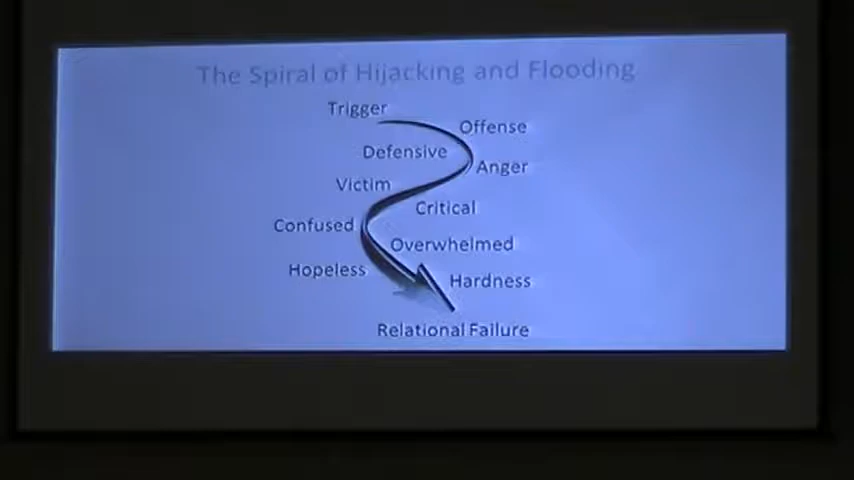 The Spiral of Hijacking and Flooding
Trigger
Offense
Defensive
Anger
Victim
Critical
Confused
Overwhelmed
Hopeless
Hardness
Relational Failure